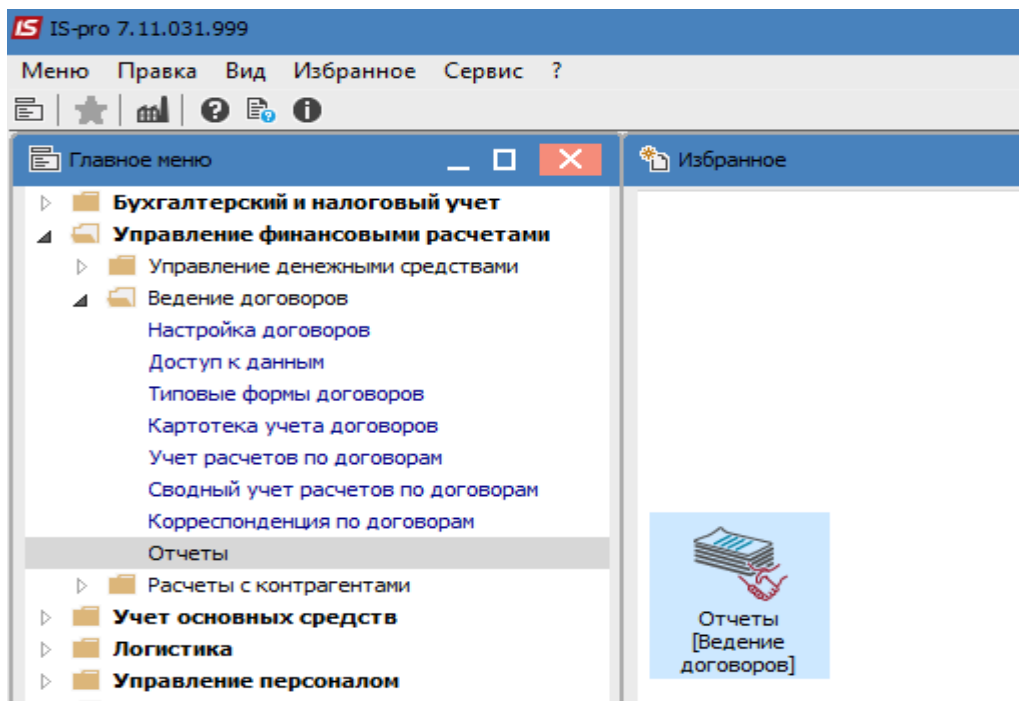 IS IS-pro 7.11.031.999
Меню Правка Вид Избранное Сервис ?
Главное меню
Бухгалтерский и налоговый учет
Управление финансовыми расчетами
Управление денежными средствами
Ведение договоров
Настройка договоров
Доступ к данным
Типовые формы договоров
Картотека учета договоров
Учет расчетов по договорам
Сводный учет расчетов по договорам
Корреспонденция по договорам
Отчеты
Расчеты с контрагентами
Учет основных средств
Логистика
Управление персоналом
Избранное
Отчеты
[Ведение
договоров]